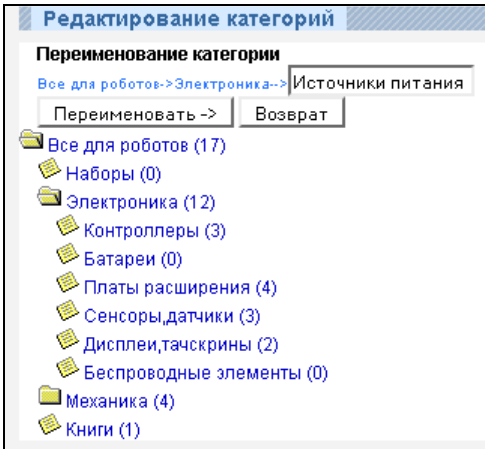 Редактирование категорий
Переименование категории
Все для роботов->Электроника-->Источники питания
Переименовать -> Возврат
Все для роботов (17)
Наборы (0)
Электроника (12)
Контроллеры (3)
Батареи (0)
Платы расширения (4)
Сенсоры,датчики (3)
Дисплеи,тачскрины (2)
Беспроводные элементы (0)
Механика (4)
Книги (1)